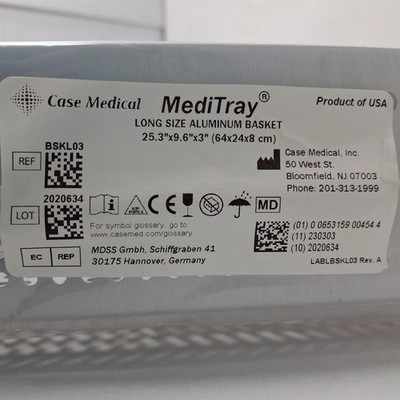 Case Medical MediTray® Product of USA
LONG SIZE ALUMINUM BASKET
25.3"x9.6"x3" (64x24x8 cm)
BSKL03
REF
Case Medical, Inc.
50 West St.
Bloomfield, NJ 07003
Phone: 201-313-1999
2020634
LOT
MD
For symbol glossary, go to
www.casemed.com/glossary
(01) 0 0653159 00454 4
(11) 230303
(10) 2020634
EC REP
MDSS Gmbh, Schiffgraben 41
30175 Hannover, Germany
LABLBSKL03 Rev. A